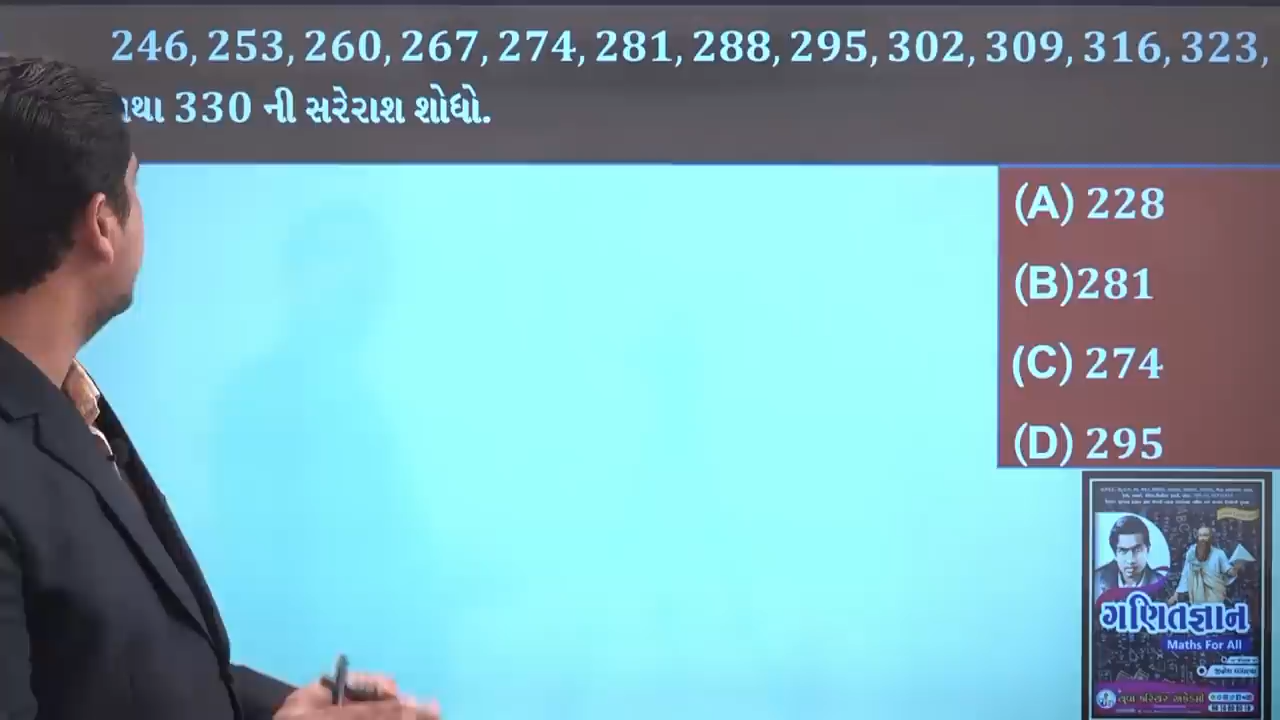 246, 253, 260, 267, 274, 281, 288, 295, 302, 309, 316, 323,
330 ની સરેરાશ શોધો.
(A) 228
(B)281
(C) 274
(D) 295
ગણિતજ્ઞાન
Maths For All